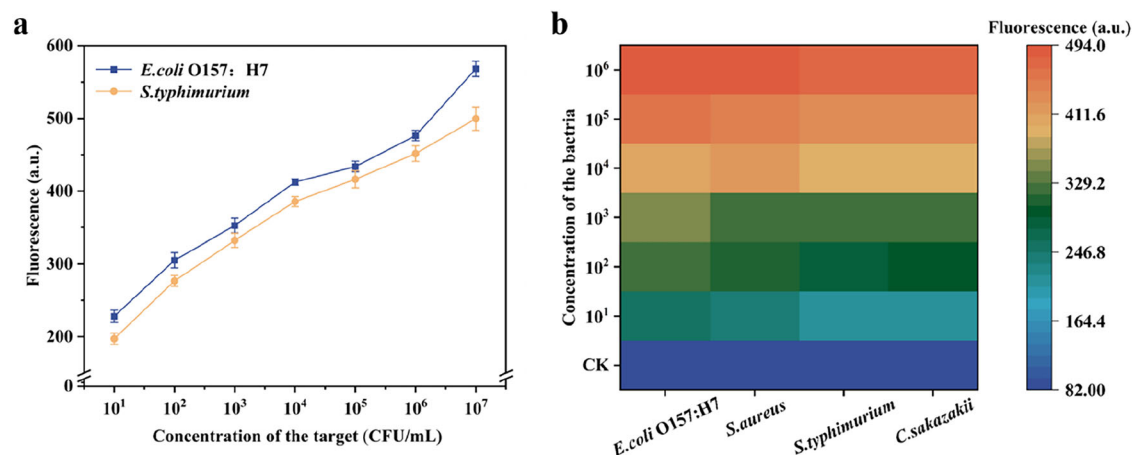 a
600
500
400
300
200
0
Fluorescence (a.u.)
E.coli O157：H7
S.typhimurium
10¹ 10² 10³ 10⁴ 10⁵ 10⁶ 10⁷
Concentration of the target (CFU/mL)
b
Concentration of the bactria
10⁶
10⁵
10⁴
10³
10²
10¹
CK
E.coli O157:H7 S.aureus S.typhimurium C.sakazakii
Fluorescence (a.u.)
494.0
411.6
329.2
246.8
164.4
82.00